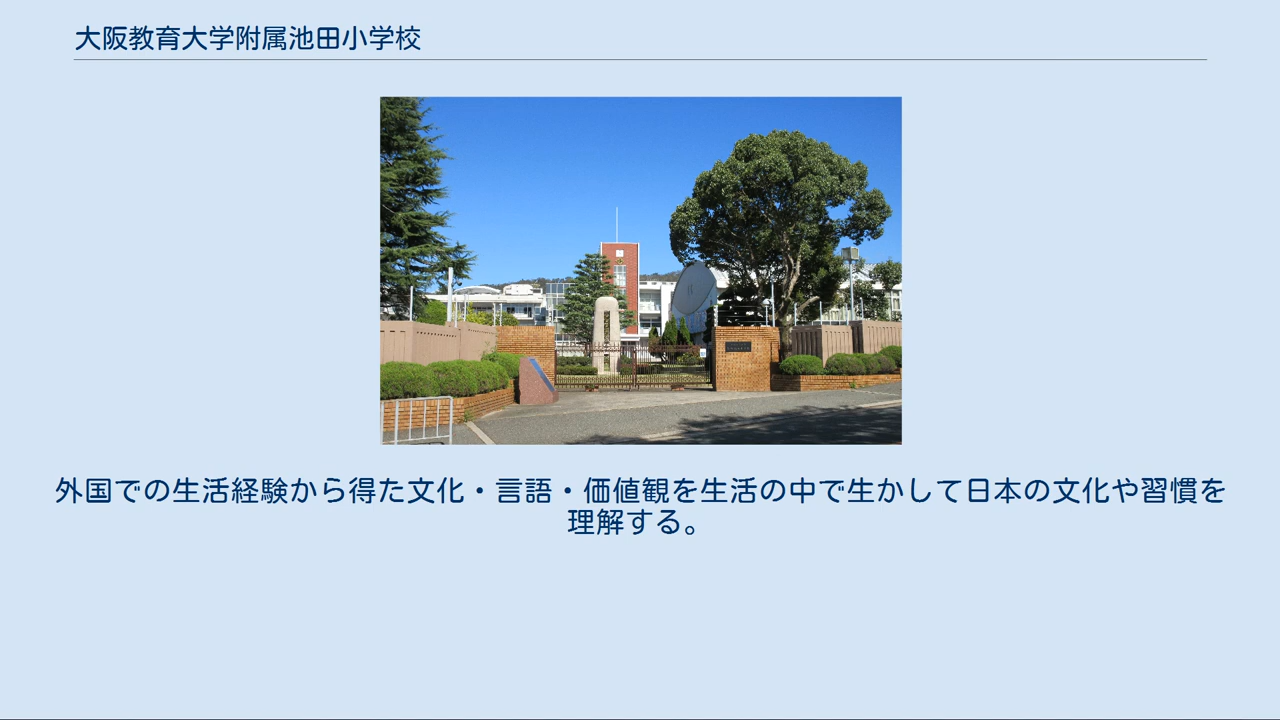 大阪教育大学附属池田小学校
外国での生活経験から得た文化・言語・価値観を生活の中で生かして日本の文化や習慣を
理解する。